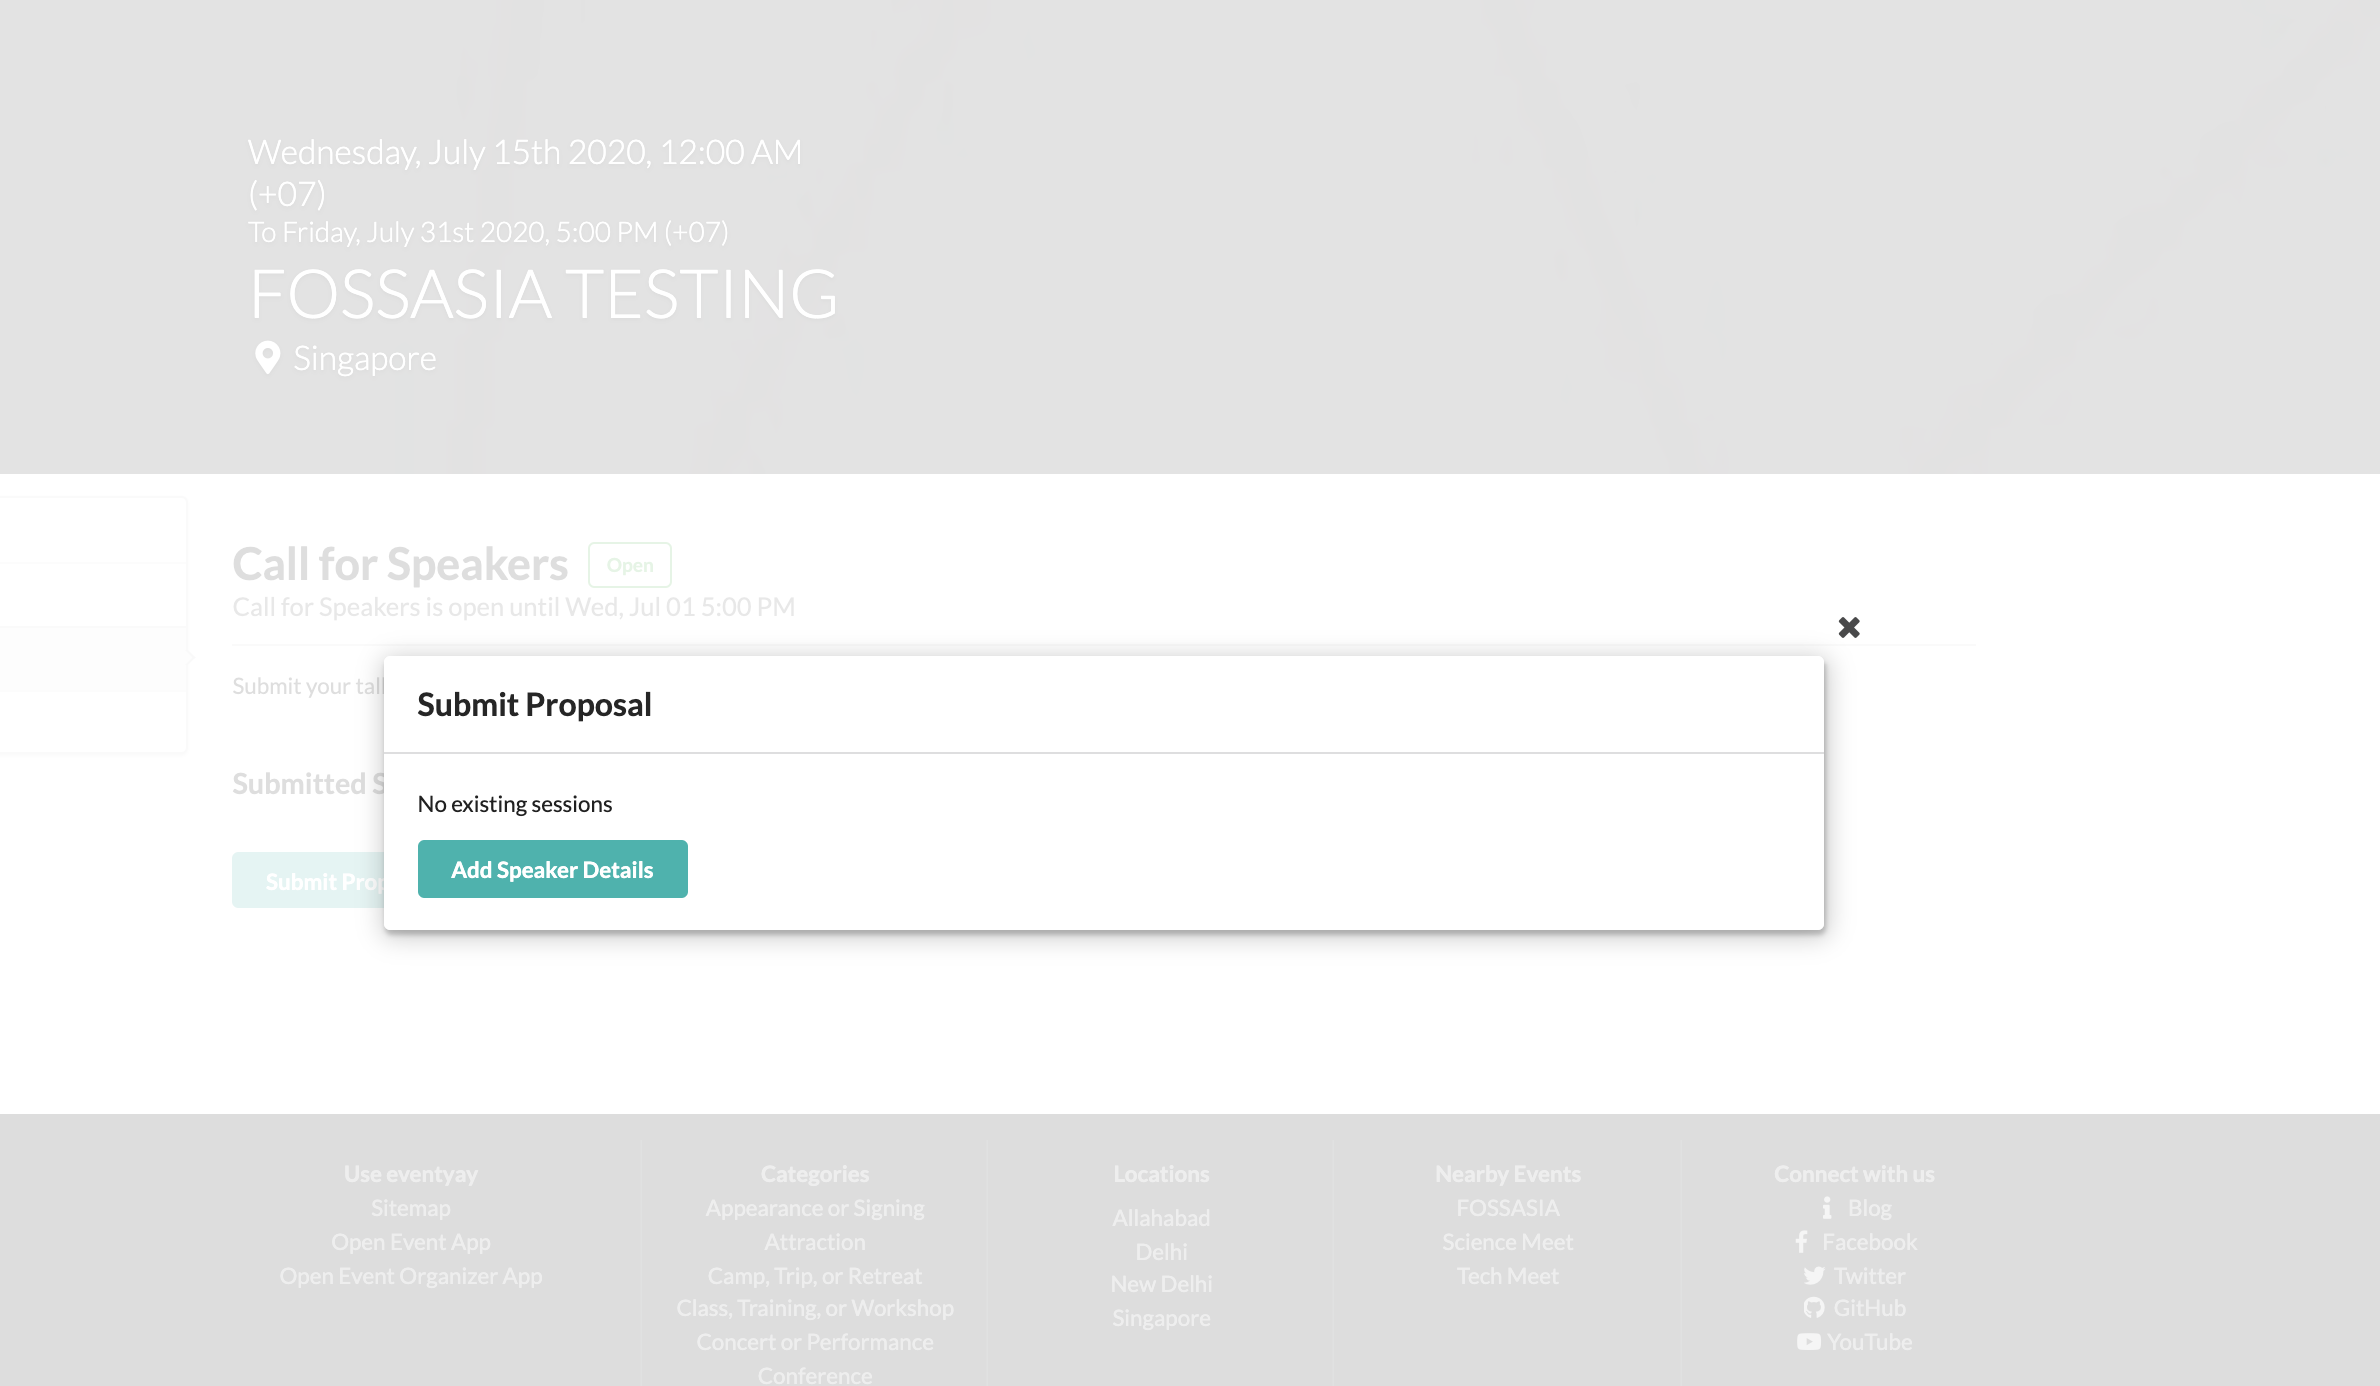 Wednesday, July 15th 2020, 12:00 AM
(+07)
To Friday, July 31st 2020, 5:00 PM (+07)
FOSSASIA TESTING
Singapore
Call for Speakers Open
Call for Speakers is open until Wed, Jul 01 5:00 PM
Submit your
Submit Proposal
No existing sessions
Add Speaker Details
Submitted
Submit
Use eventyay
Sitemap
Open Event App
Open Event Organizer App
Categories
Appearance or Signing
Attraction
Camp, Trip, or Retreat
Class, Training, or Workshop
Concert or Performance
Conference
Locations
Allahabad
Delhi
New Delhi
Singapore
Nearby Events
FOSSASIA
Science Meet
Tech Meet
Connect with us
Blog
Facebook
Twitter
GitHub
YouTube